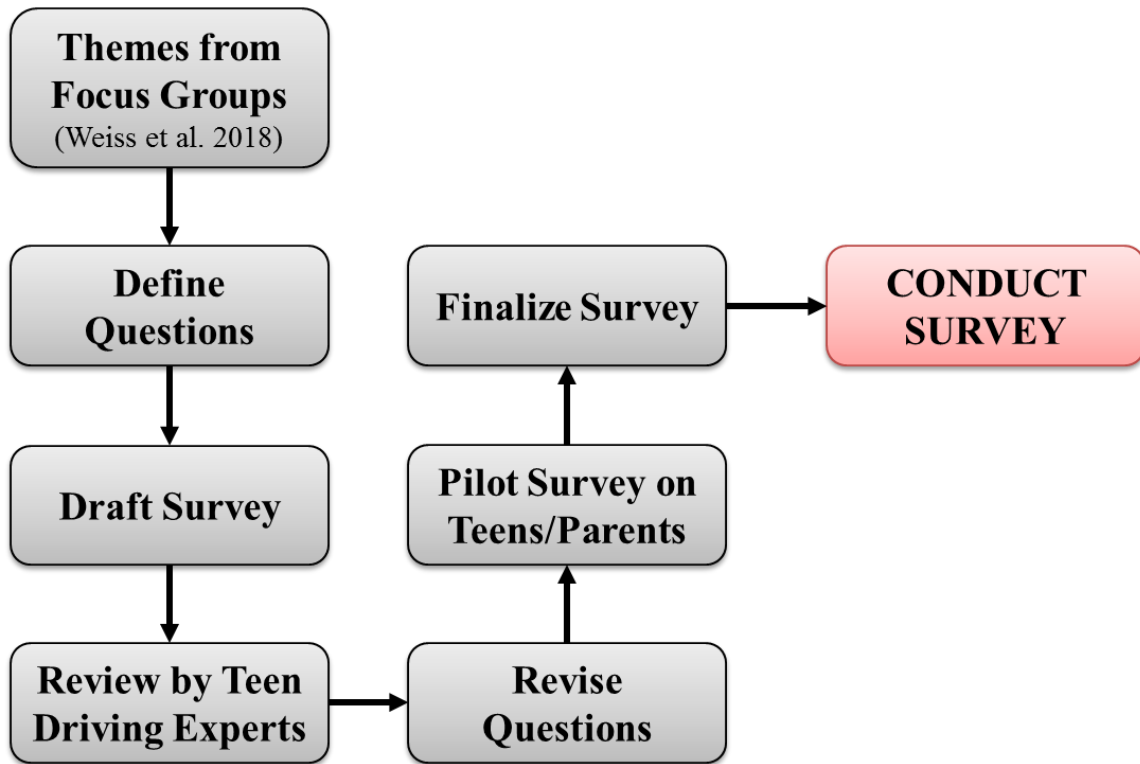 Themes from
Focus Groups
(Weiss et al. 2018)
Define
Questions
Draft Survey
Review by Teen
Driving Experts
Revise
Questions
Pilot Survey on
Teens/Parents
Finalize Survey
CONDUCT
SURVEY